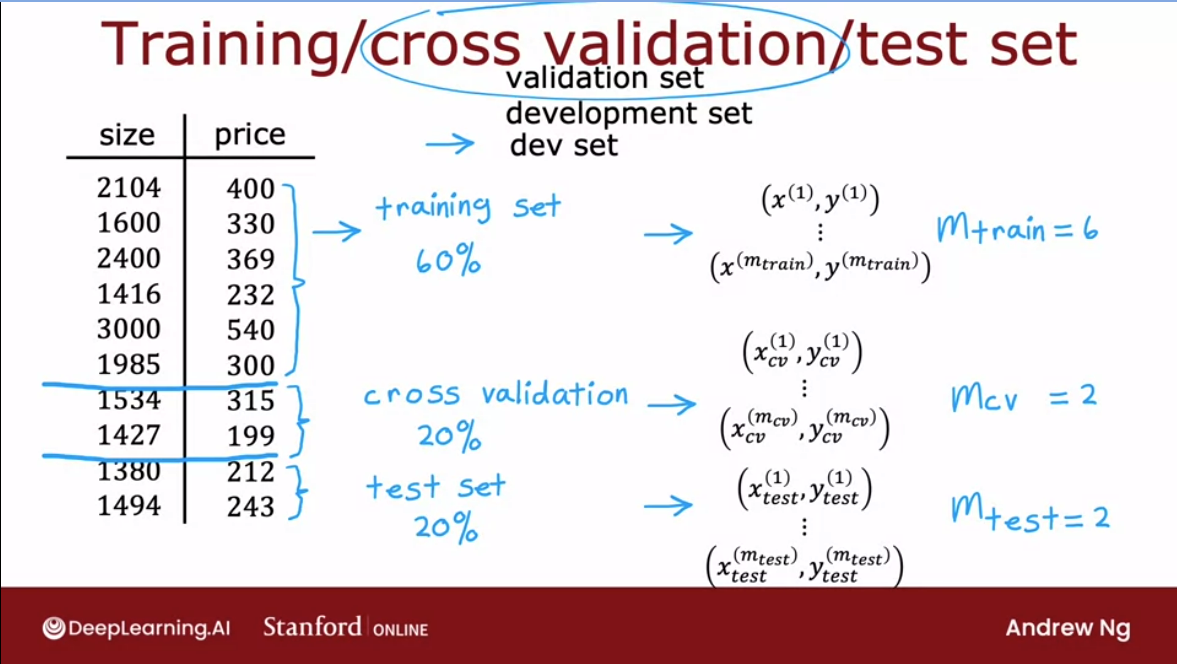 Training/cross validation/test set
validation set
development set
→ dev set
size price
2104 400
1600 330
2400 369
1416 232
3000 540
1985 300
1534 315
1427 199
1380 212
1494 243
→ training set
60%
→ (x^(1), y^(1))
⋮
(x^(m_train), y^(m_train))
m_train = 6
cross validation
20%
→ (x_cv^(1), y_cv^(1))
⋮
(x_cv^(m_cv), y_cv^(m_cv))
m_cv = 2
test set
20%
→ (x_test^(1), y_test^(1))
⋮
(x_test^(m_test), y_test^(m_test))
m_test = 2
DeepLearning.AI Stanford ONLINE Andrew Ng